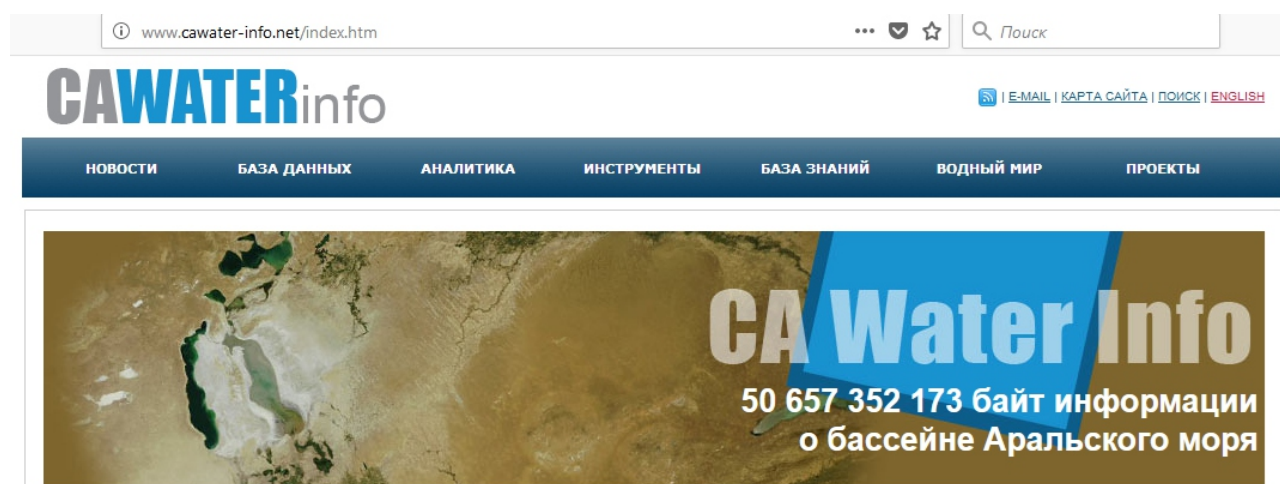 www.cawater-info.net/index.htm
Поиск
CAWATERinfo
| E-MAIL | КАРТА САЙТА | ПОИСК | ENGLISH
НОВОСТИ БАЗА ДАННЫХ АНАЛИТИКА ИНСТРУМЕНТЫ БАЗА ЗНАНИЙ ВОДНЫЙ МИР ПРОЕКТЫ
CA Water Info
50 657 352 173 байт информации
о бассейне Аральского моря